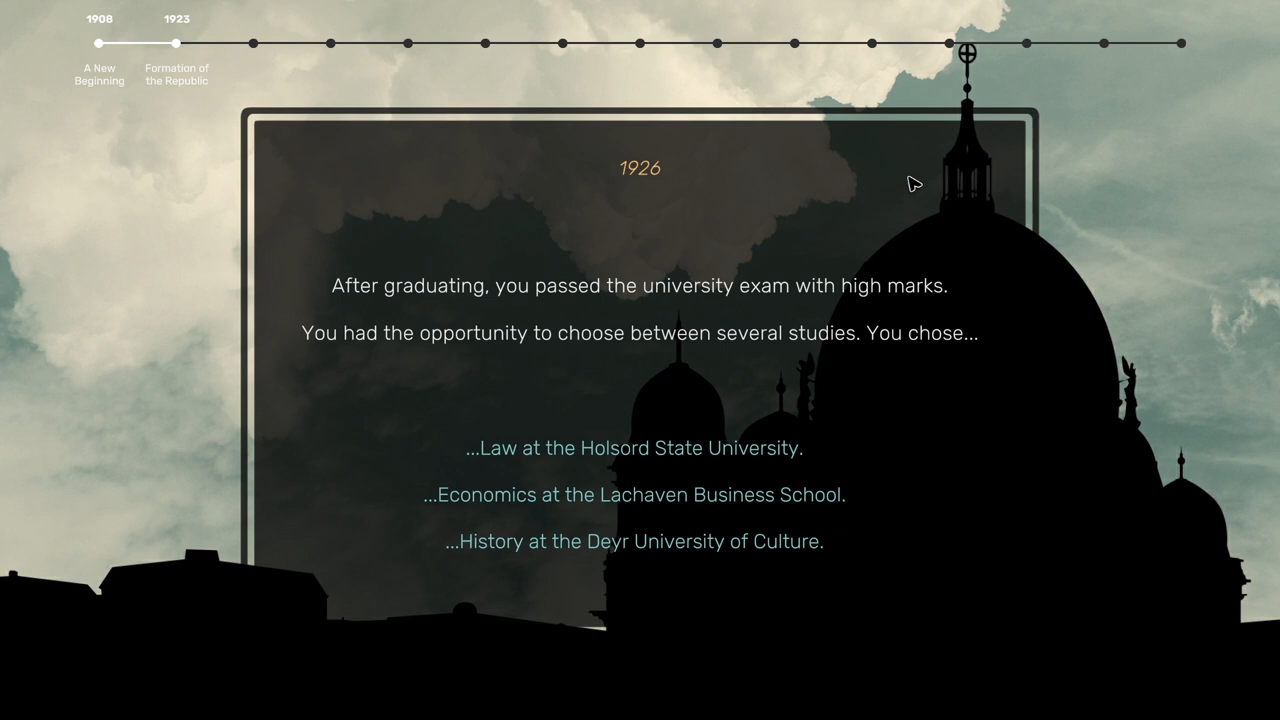 1908
1923
A New
Beginning
Formation of
the Republic
1926
After graduating, you passed the university exam with high marks.
You had the opportunity to choose between several studies. You chose...
...Law at the Holsord State University.
...Economics at the Lachaven Business School.
...History at the Deyr University of Culture.